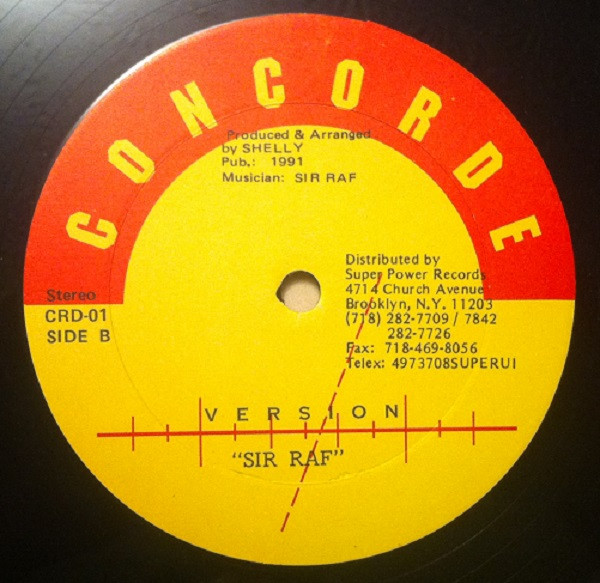 CONCORDE
Produced & Arranged
by SHELLY
Pub.: 1991
Musician: SIR RAF
Distributed by
Super Power Records
4714 Church Avenue
Brooklyn, N.Y. 11203
(718) 282-7709 / 7842
282-7726
Fax: 718-469-8056
Telex: 4973708SUPERUI
Stereo
CRD-01
SIDE B
VERSION
“SIR RAF”